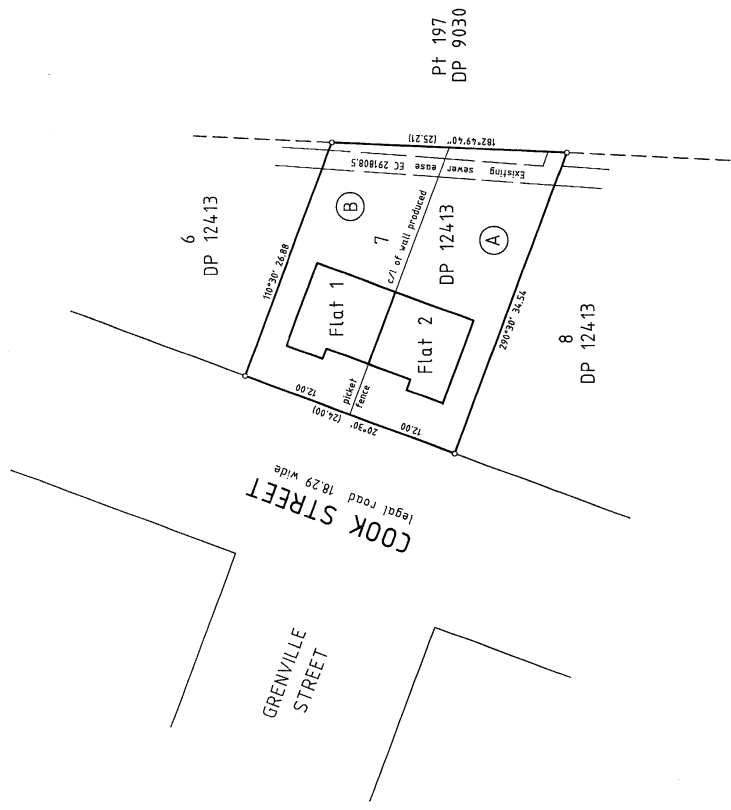 Pt 197
DP 9030
6
DP 12413
110°30' 26.88
182°49'40" (25.21)
Existing sewer ease EC 291808.5
B
7
DP 12413
c/l of wall produced
A
Flat 1
Flat 2
picket
fence
12.00
20°30' (24.00)
12.00
290°30' 34.54
8
DP 12413
COOK STREET
legal road 18.29 wide
GRENVILLE
STREET